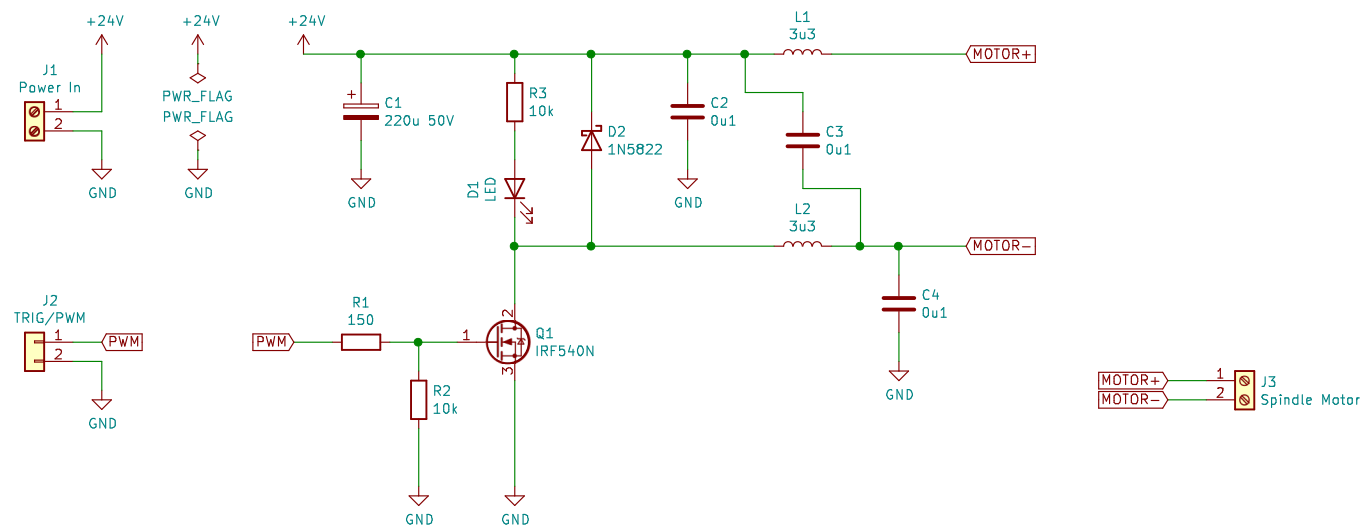 +24V
+24V
+24V
J1
Power In
1
2
GND
PWR_FLAG
PWR_FLAG
GND
+
C1
220u 50V
GND
R3
10k
D1
LED
D2
1N5822
C2
0u1
GND
L1
3u3
MOTOR+
C3
0u1
L2
3u3
MOTOR-
C4
0u1
GND
J2
TRIG/PWM
1
2
PWM
GND
PWM
R1
150
R2
10k
GND
1
2
3
Q1
IRF540N
GND
MOTOR+
MOTOR-
1
2
J3
Spindle Motor